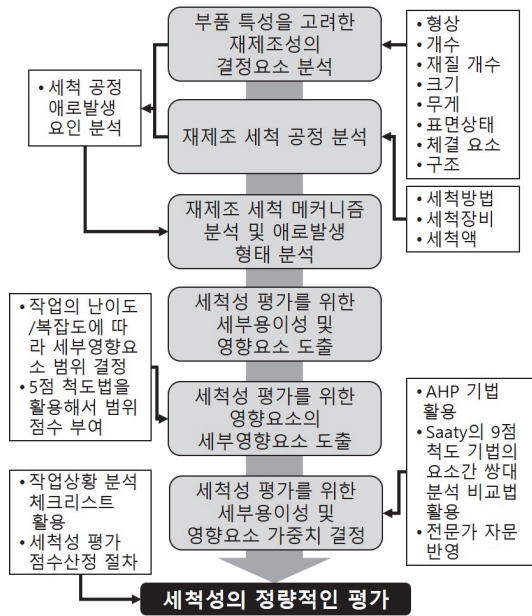 부품 특성을 고려한
재제조성의
결정요소 분석
• 형상
• 개수
• 재질 개수
• 크기
• 무게
• 표면상태
• 체결 요소
• 구조
• 세척 공정
애로발생
요인 분석
재제조 세척 공정 분석
• 세척방법
• 세척장비
• 세척액
재제조 세척 메커니즘
분석 및 애로발생
형태 분석
세척성 평가를 위한
세부용이성 및
영향요소 도출
• 작업의 난이도
/복잡도에 따
라 세부영향요
소 범위 결정
• 5점 척도법을
활용해서 범위
점수 부여
세척성 평가를 위한
영향요소의
세부영향요소 도출
• AHP 기법
활용
• Saaty의 9점
척도 기법의
요소간 쌍대
분석 비교법
활용
• 전문가 자문
반영
• 작업상황 분석
체크리스트
활용
• 세척성 평가
점수산정 절차
세척성 평가를 위한
세부용이성 및
영향요소 가중치 결정
세척성의 정량적인 평가